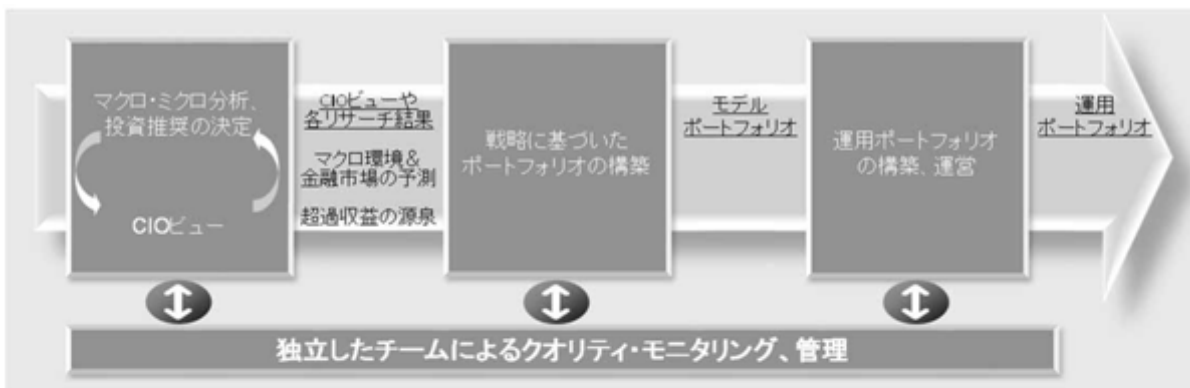 マクロ・ミクロ分析、
投資推奨の決定
CIOビュー
CIOビューや
各リサーチ結果
マクロ環境&
金融市場の予測
超過収益の源泉
戦略に基づいた
ポートフォリオの構築
モデル
ポートフォリオ
運用ポートフォリオ
の構築、運営
運用
ポートフォリオ
独立したチームによるクオリティ・モニタリング、管理